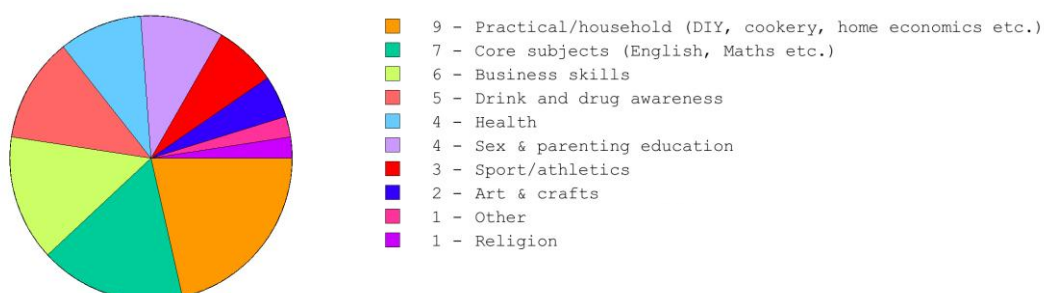 9 - Practical/household (DIY, cookery, home economics etc.)
7 - Core subjects (English, Maths etc.)
6 - Business skills
5 - Drink and drug awareness
4 - Health
4 - Sex & parenting education
3 - Sport/athletics
2 - Art & crafts
1 - Other
1 - Religion